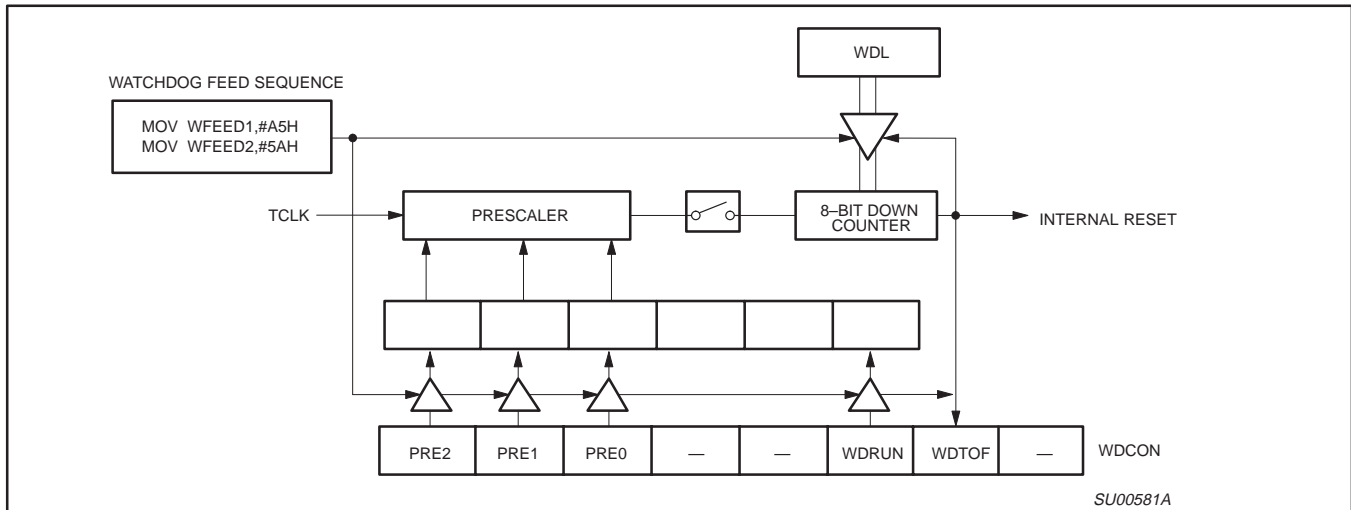 WDL
WATCHDOG FEED SEQUENCE
MOV WFEED1,#A5H
MOV WFEED2,#5AH
TCLK
PRESCALER
8–BIT DOWN
COUNTER
INTERNAL RESET
PRE2 PRE1 PRE0 — — WDRUN WDTOF — WDCON
SU00581A